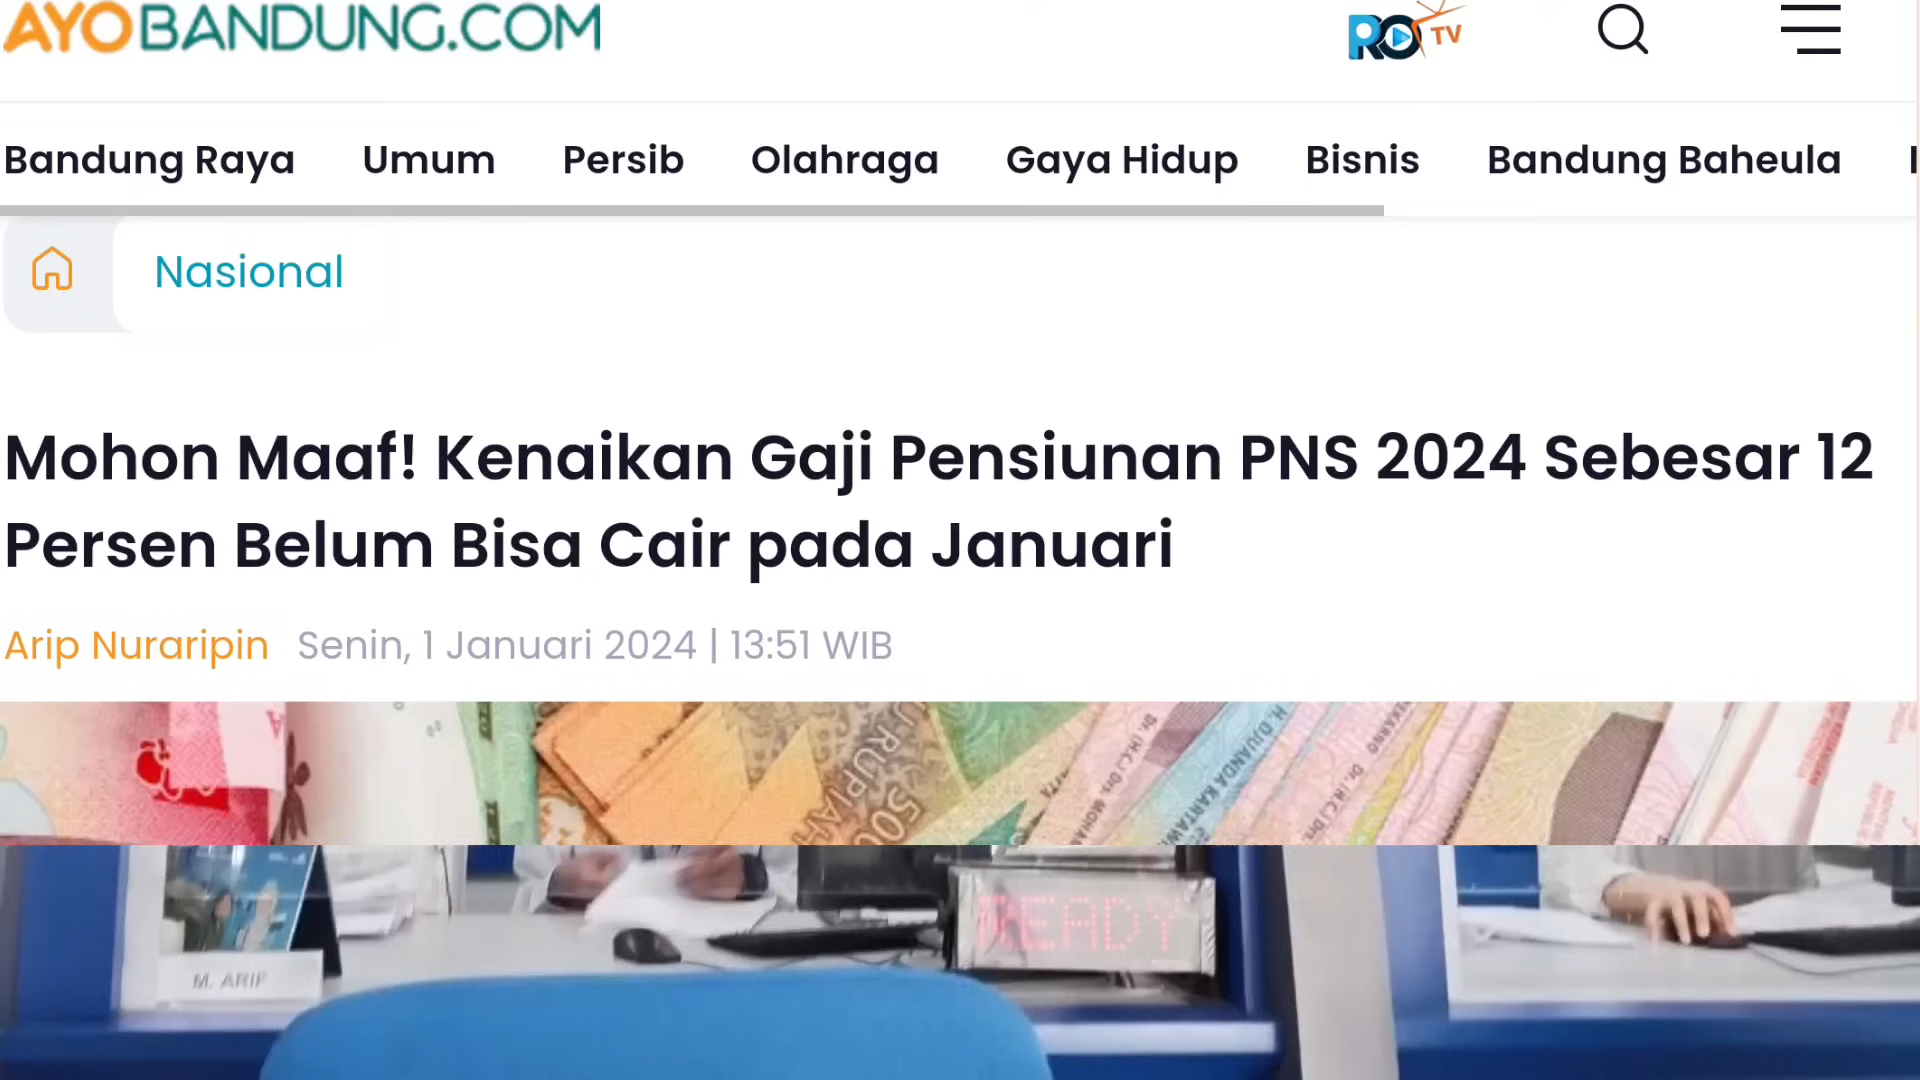 AYOBANDUNG.COM
RO TV
Bandung Raya Umum Persib Olahraga Gaya Hidup Bisnis Bandung Baheula
Nasional
Mohon Maaf! Kenaikan Gaji Pensiunan PNS 2024 Sebesar 12
Persen Belum Bisa Cair pada Januari
Arip Nuraripin Senin, 1 Januari 2024 | 13:51 WIB
RUPIAH
500
READY
M. ARIF